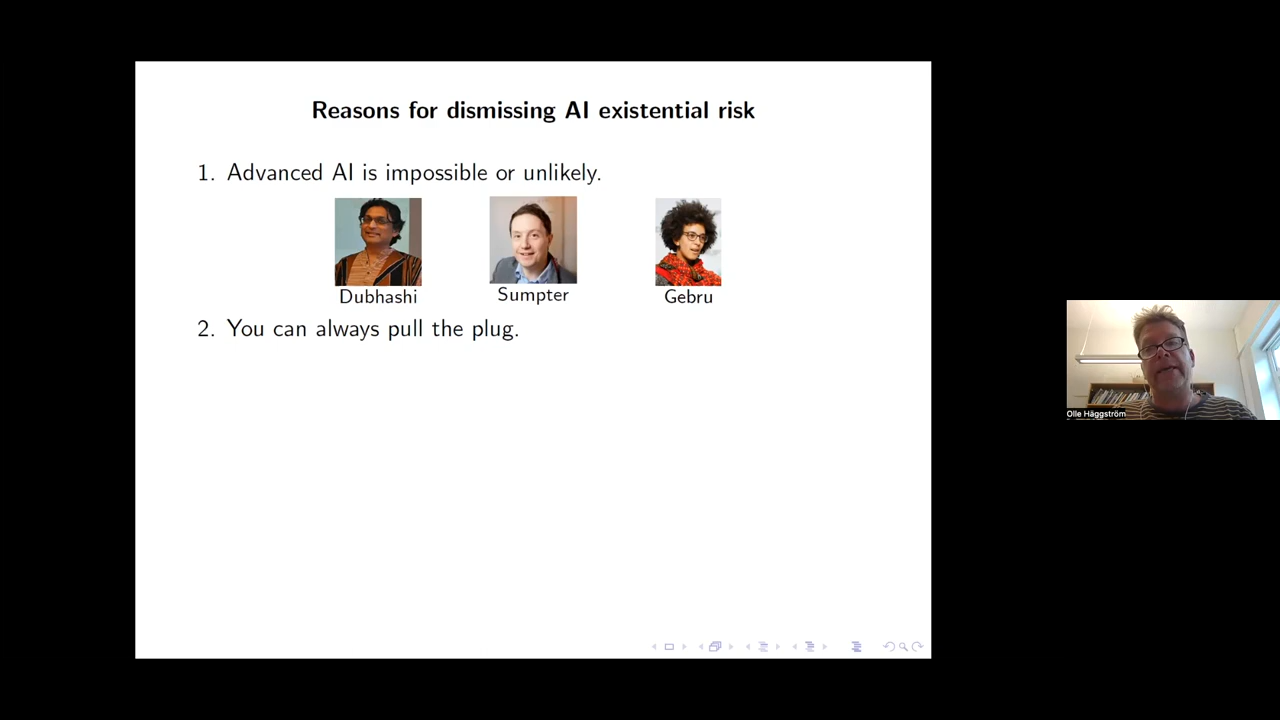 Reasons for dismissing AI existential risk
1. Advanced AI is impossible or unlikely.
Dubhashi
Sumpter
Gebru
2. You can always pull the plug.
Olle Häggström